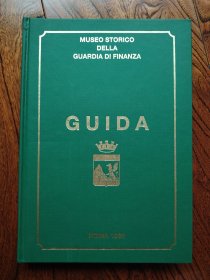 MUSEO STORICO
DELLA
GUARDIA DI FINANZA
GUIDA
ROMA